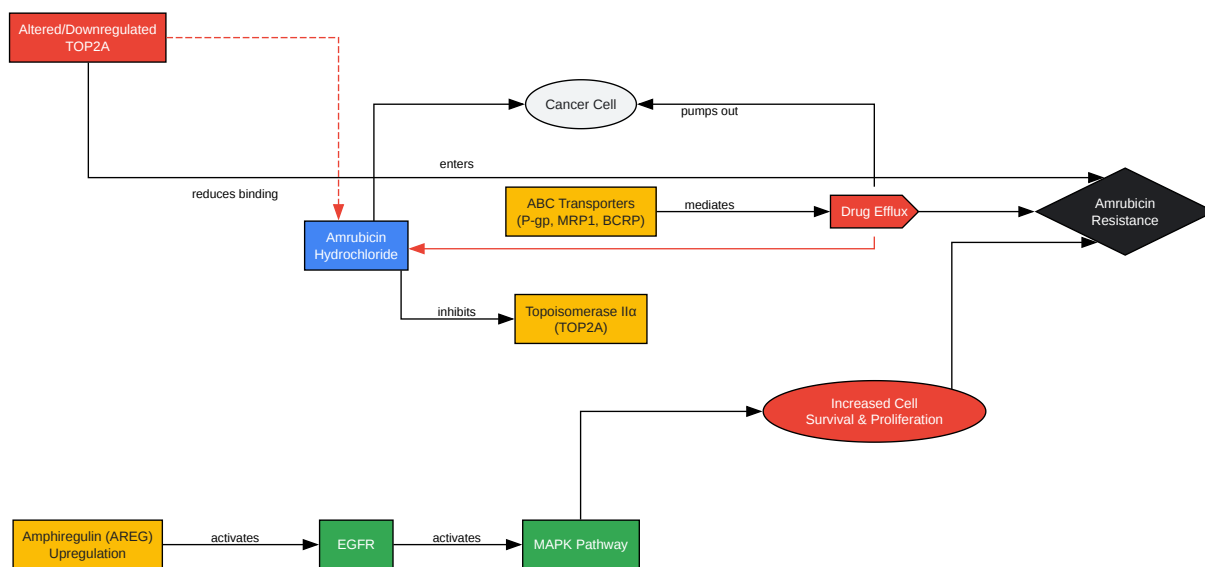 Altered/Downregulated
TOP2A
Cancer Cell
pumps out
enters
reduces binding
ABC Transporters
(P-gp, MRP1, BCRP)
mediates
Drug Efflux
Amrubicin
Resistance
Amrubicin
Hydrochloride
inhibits
Topoisomerase IIα
(TOP2A)
Increased Cell
Survival & Proliferation
Amphiregulin (AREG)
Upregulation
activates
EGFR
activates
MAPK Pathway